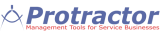 Protractor
Management Tools for Service Businesses